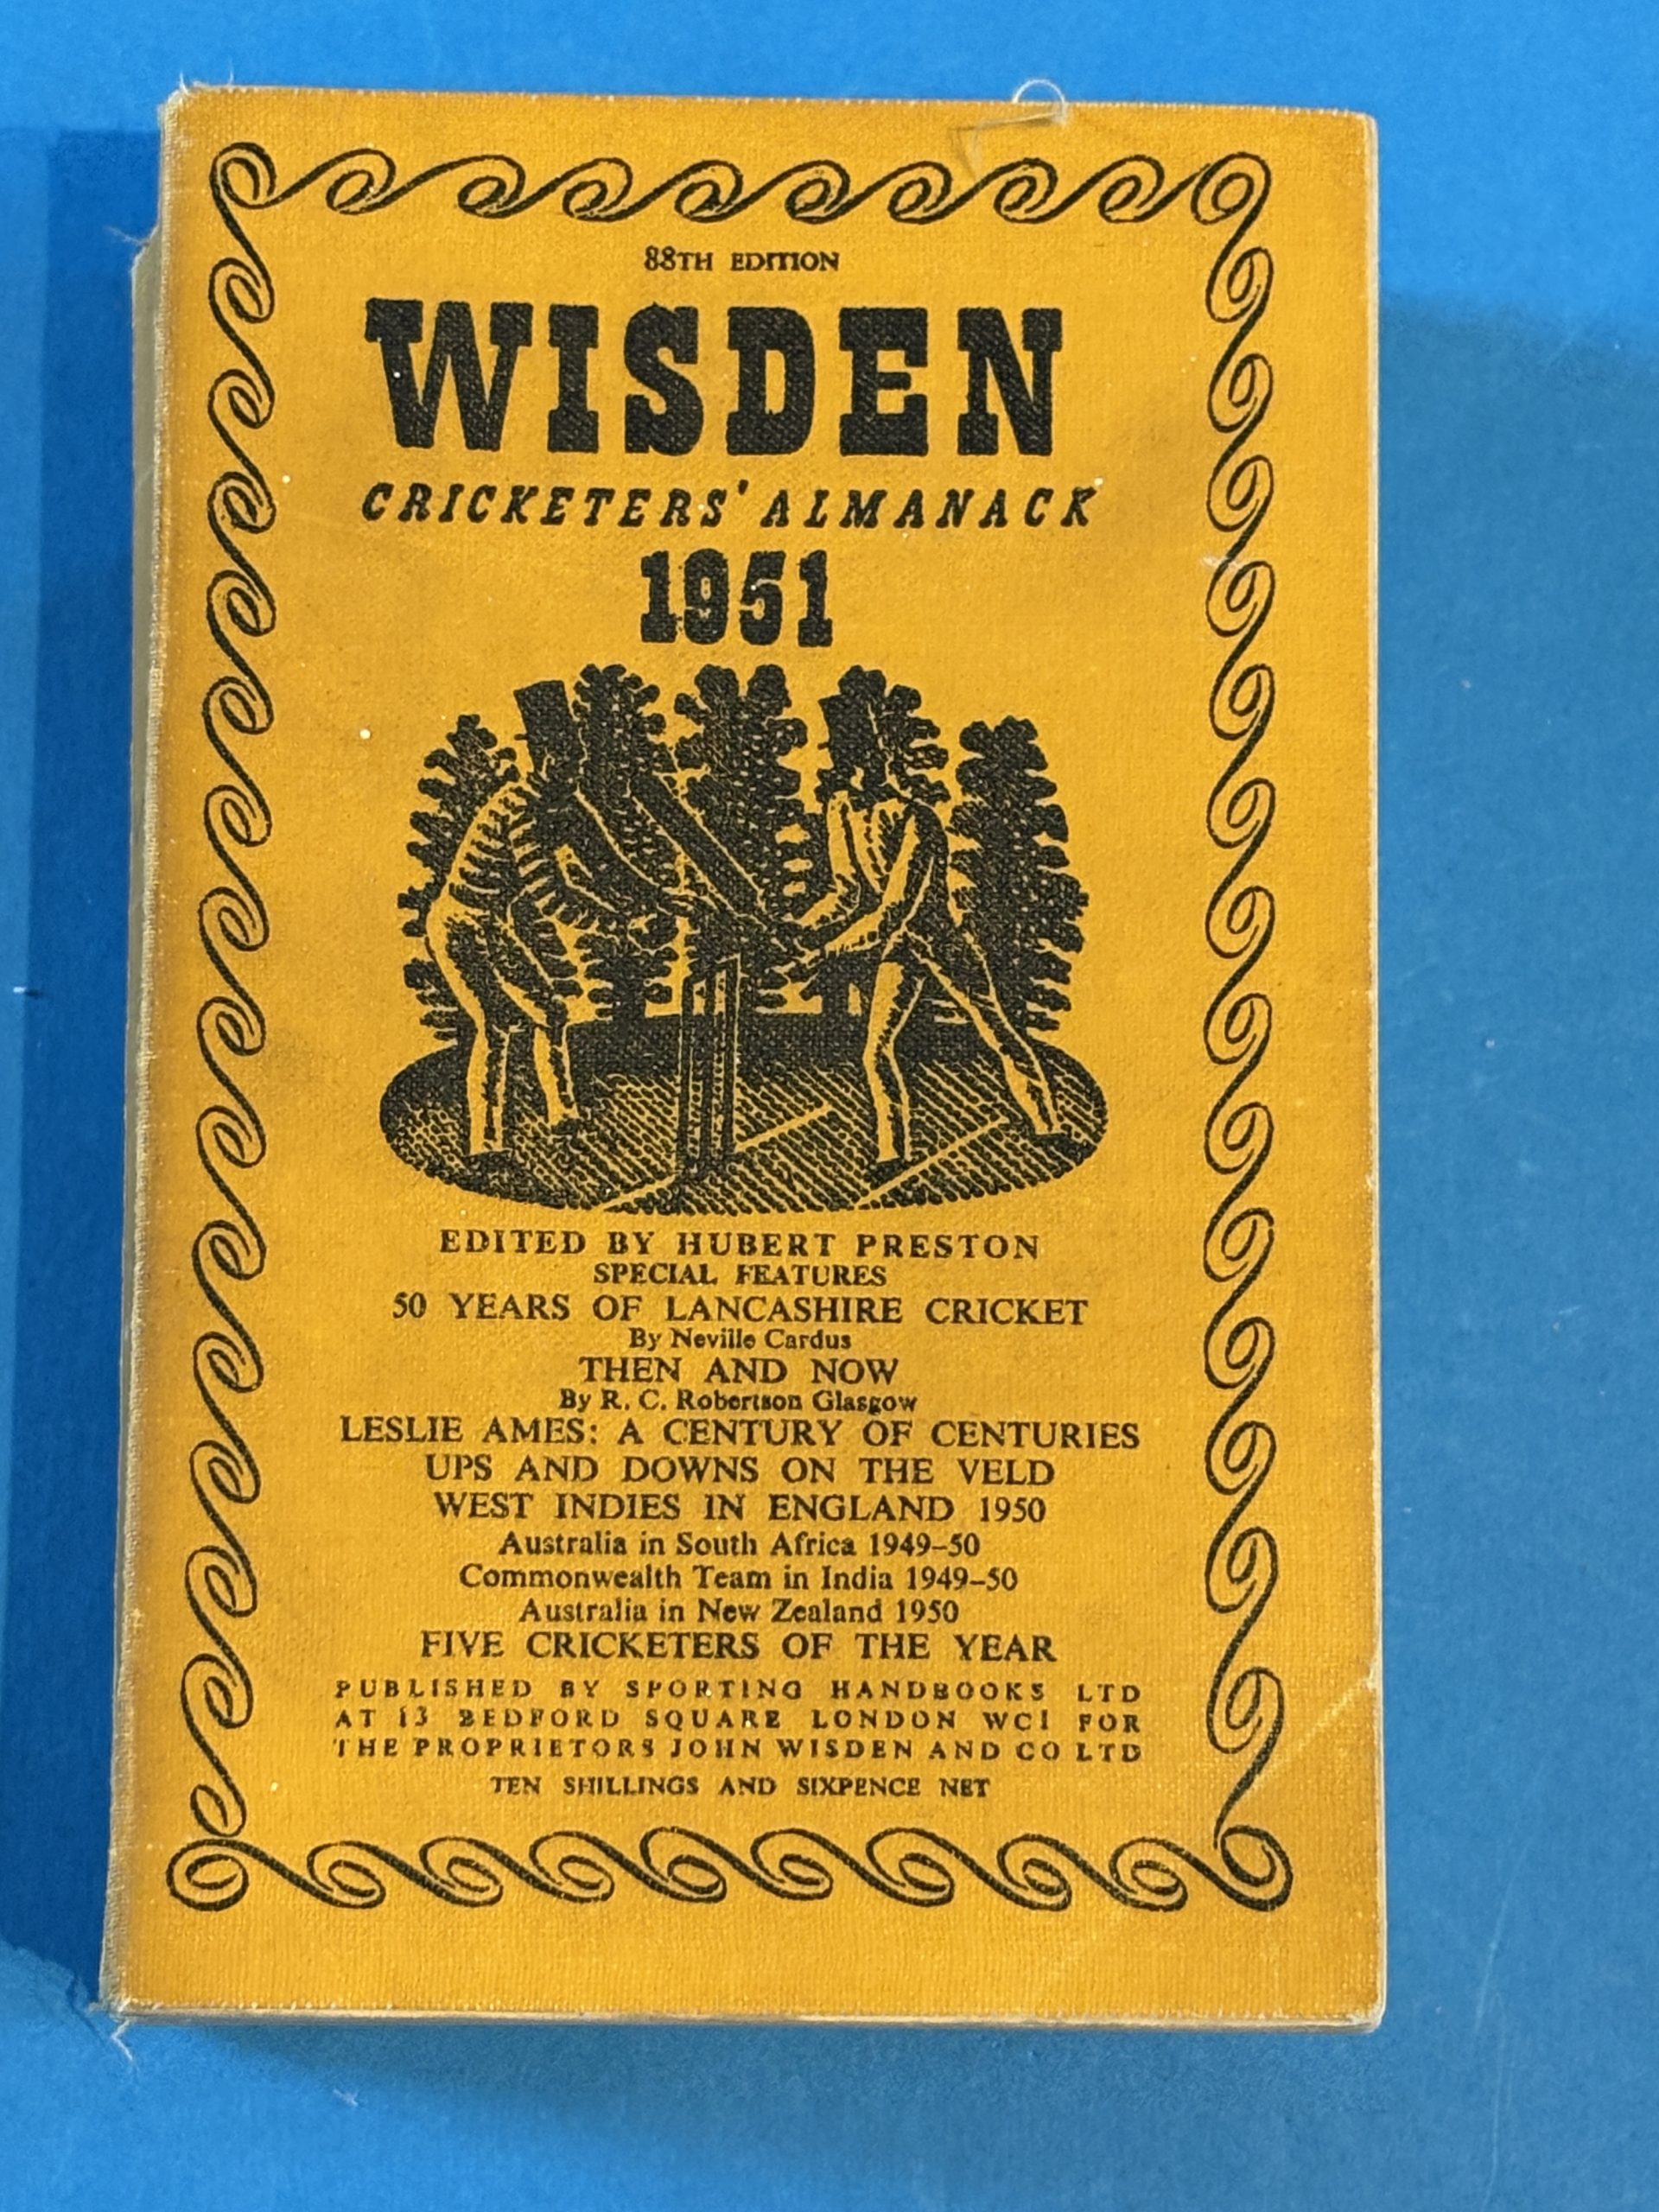 88TH EDITION
WISDEN
CRICKETERS' ALMANACK
1951
EDITED BY HUBERT PRESTON
SPECIAL FEATURES
50 YEARS OF LANCASHIRE CRICKET
By Neville Cardus
THEN AND NOW
By R. C. Robertson Glasgow
LESLIE AMES: A CENTURY OF CENTURIES
UPS AND DOWNS ON THE VELD
WEST INDIES IN ENGLAND 1950
Australia in South Africa 1949–50
Commonwealth Team in India 1949–50
Australia in New Zealand 1950
FIVE CRICKETERS OF THE YEAR
PUBLISHED BY SPORTING HANDBOOKS LTD
AT 13 BEDFORD SQUARE LONDON WC1 FOR
THE PROPRIETORS JOHN WISDEN AND CO LTD
TEN SHILLINGS AND SIXPENCE NET